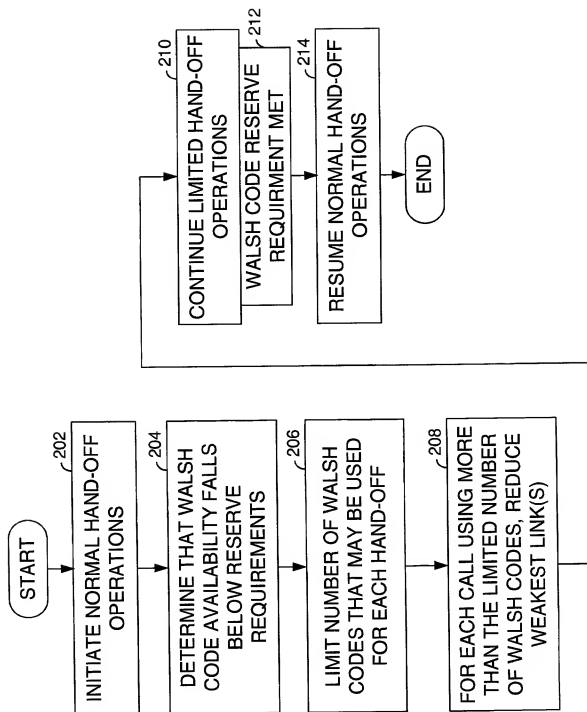 START
202
INITIATE NORMAL HAND-OFF
OPERATIONS
204
DETERMINE THAT WALSH
CODE AVAILABILITY FALLS
BELOW RESERVE
REQUIREMENTS
206
LIMIT NUMBER OF WALSH
CODES THAT MAY BE USED
FOR EACH HAND-OFF
208
FOR EACH CALL USING MORE
THAN THE LIMITED NUMBER
OF WALSH CODES, REDUCE
WEAKEST LINK(S)
210
CONTINUE LIMITED HAND-OFF
OPERATIONS
212
WALSH CODE RESERVE
REQUIRMENT MET
214
RESUME NORMAL HAND-OFF
OPERATIONS
END